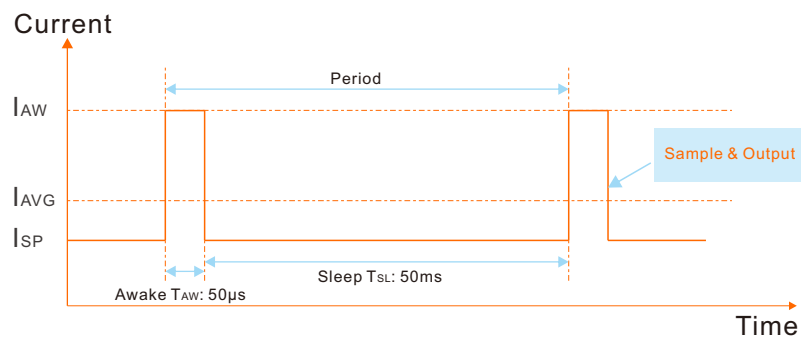 Current
Period
IAW
Sample & Output
IAVG
ISP
Sleep TSL: 50ms
Awake TAW: 50μs
Time